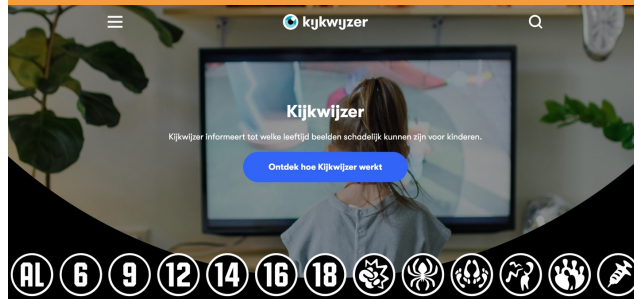 kijkwijzer
Kijkwijzer
Kijkwijzer informeert tot welke leeftijd beelden schadelijk kunnen zijn voor kinderen.
Ontdek hoe Kijkwijzer werkt
AL 6 9 12 14 16 18